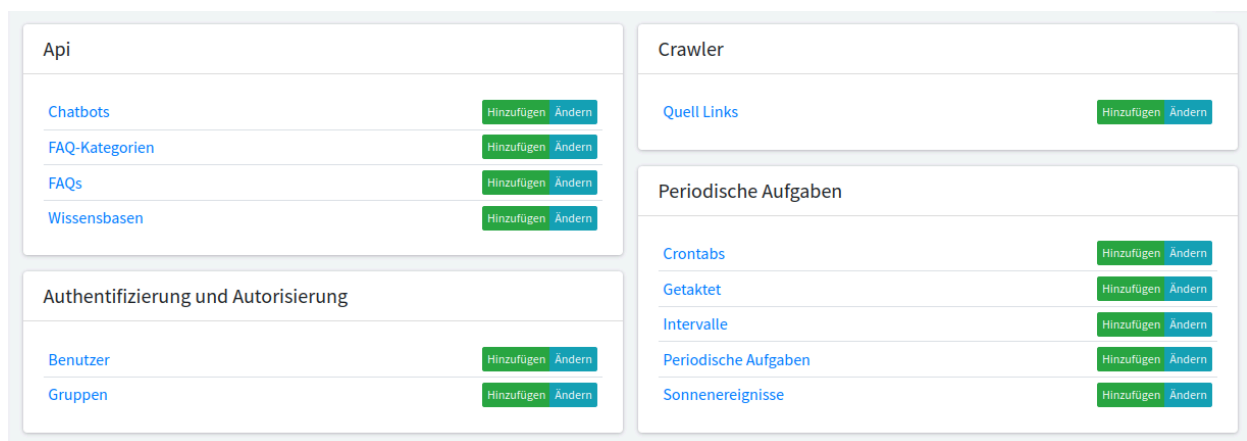 Api
Chatbots Hinzufügen Ändern
FAQ-Kategorien Hinzufügen Ändern
FAQs Hinzufügen Ändern
Wissensbasen Hinzufügen Ändern
Authentifizierung und Autorisierung
Benutzer Hinzufügen Ändern
Gruppen Hinzufügen Ändern
Crawler
Quell Links Hinzufügen Ändern
Periodische Aufgaben
Crontabs Hinzufügen Ändern
Getaktet Hinzufügen Ändern
Intervalle Hinzufügen Ändern
Periodische Aufgaben Hinzufügen Ändern
Sonnenereignisse Hinzufügen Ändern